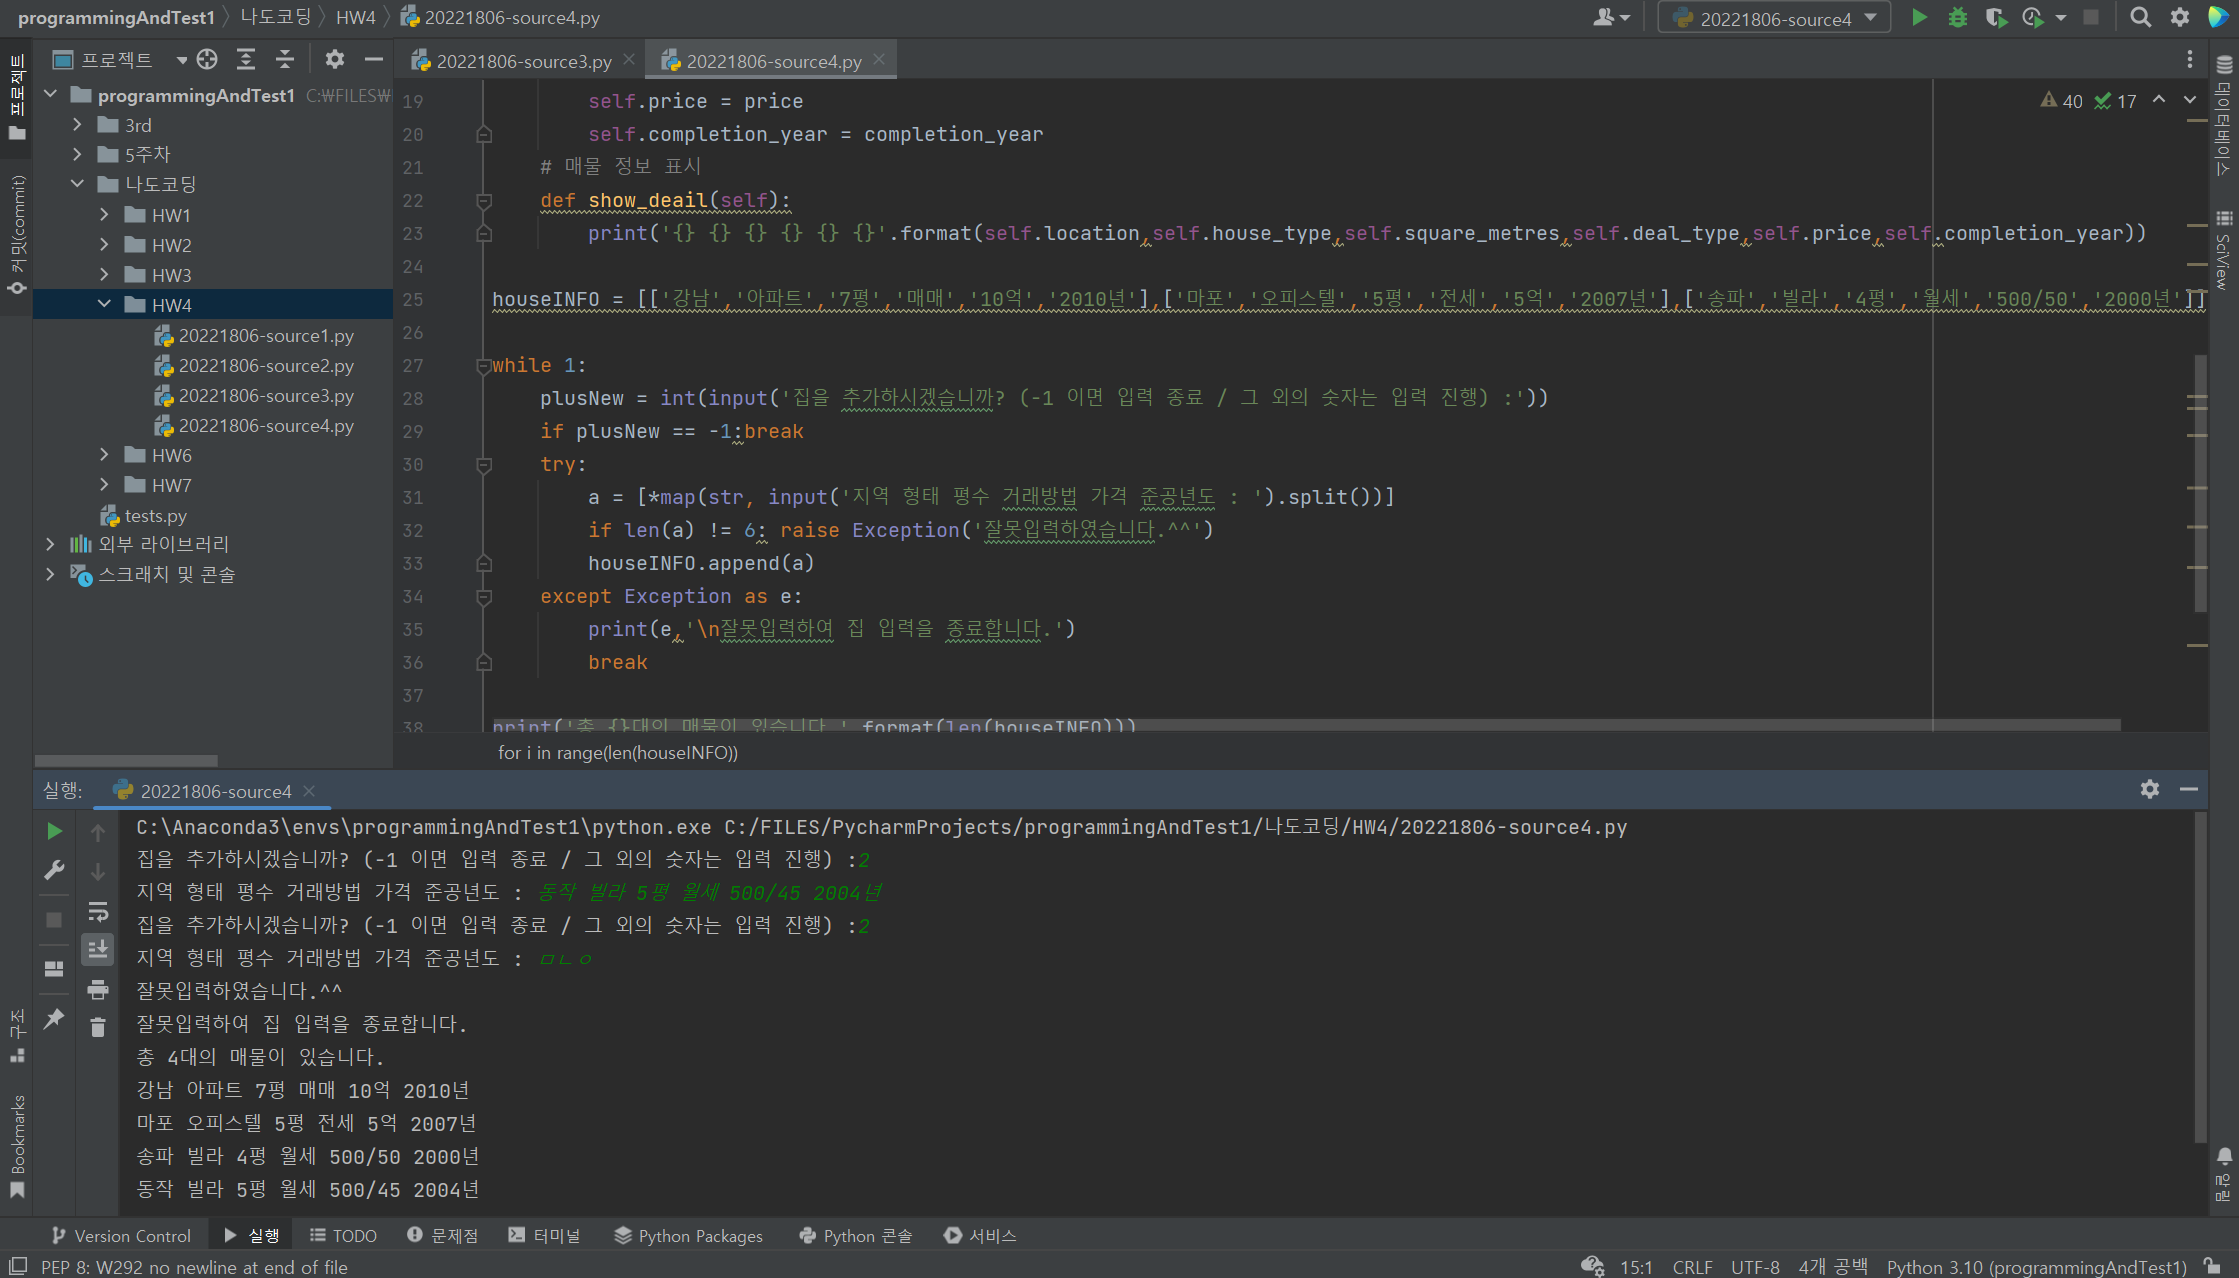 programmingAndTest1 〉 나도코딩 〉 HW4 〉 20221806-source4.py
20221806-source4
프로젝트
20221806-source3.py
20221806-source4.py
프로젝트
커밋(commit)
구조
Bookmarks
programmingAndTest1 C:₩FILES₩
3rd
5주차
나도코딩
HW1
HW2
HW3
HW4
20221806-source1.py
20221806-source2.py
20221806-source3.py
20221806-source4.py
HW6
HW7
tests.py
외부 라이브러리
스크래치 및 콘솔
40 17
19 self.price = price
20 self.completion_year = completion_year
21 # 매물 정보 표시
22 def show_deail(self):
23 print('{} {} {} {} {} {}'.format(self.location,self.house_type,self.square_metres,self.deal_type,self.price,self.completion_year))
24
25 houseINFO = [['강남','아파트','7평','매매','10억','2010년'],['마포','오피스텔','5평','전세','5억','2007년'],['송파','빌라','4평','월세','500/50','2000년']]
26
27 while 1:
28 plusNew = int(input('집을 추가하시겠습니까? (-1 이면 입력 종료 / 그 외의 숫자는 입력 진행) :'))
29 if plusNew == -1:break
30 try:
31 a = [*map(str, input('지역 형태 평수 거래방법 가격 준공년도 : ').split())]
32 if len(a) != 6: raise Exception('잘못입력하였습니다.^^')
33 houseINFO.append(a)
34 except Exception as e:
35 print(e,'\n잘못입력하여 집 입력을 종료합니다.')
36 break
37
38 print('총 {}대의 매물이 있습니다.'.format(len(houseINFO)))
for i in range(len(houseINFO))
데이터베이스
SciView
알림
실행: 20221806-source4
C:\Anaconda3\envs\programmingAndTest1\python.exe C:/FILES/PycharmProjects/programmingAndTest1/나도코딩/HW4/20221806-source4.py
집을 추가하시겠습니까? (-1 이면 입력 종료 / 그 외의 숫자는 입력 진행) :2
지역 형태 평수 거래방법 가격 준공년도 : 동작 빌라 5평 월세 500/45 2004년
집을 추가하시겠습니까? (-1 이면 입력 종료 / 그 외의 숫자는 입력 진행) :2
지역 형태 평수 거래방법 가격 준공년도 : ㅁㄴㅇ
잘못입력하였습니다.^^
잘못입력하여 집 입력을 종료합니다.
총 4대의 매물이 있습니다.
강남 아파트 7평 매매 10억 2010년
마포 오피스텔 5평 전세 5억 2007년
송파 빌라 4평 월세 500/50 2000년
동작 빌라 5평 월세 500/45 2004년
Version Control 실행 TODO 문제점 터미널 Python Packages Python 콘솔 서비스
PEP 8: W292 no newline at end of file 15:1 CRLF UTF-8 4개 공백 Python 3.10 (programmingAndTest1)